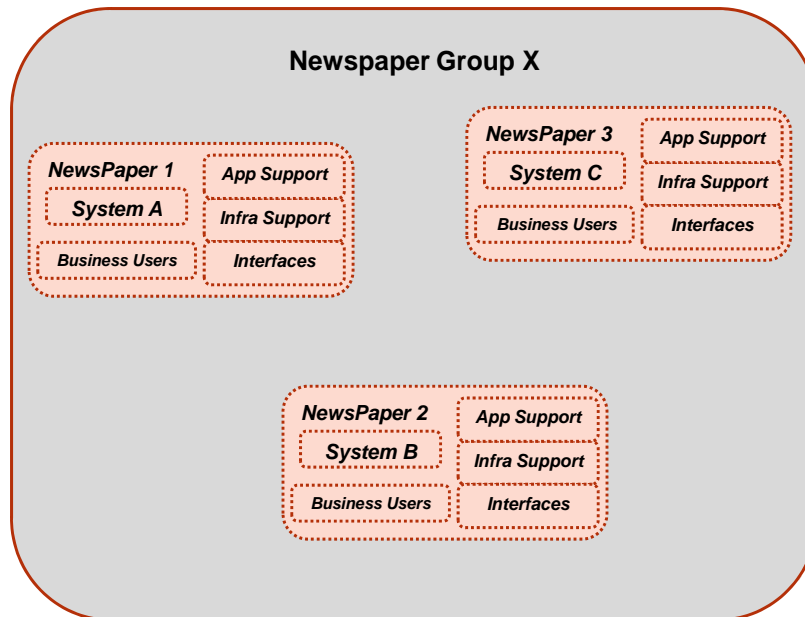 Newspaper Group X
NewsPaper 1
System A
Business Users
App Support
Infra Support
Interfaces
NewsPaper 3
System C
Business Users
App Support
Infra Support
Interfaces
NewsPaper 2
System B
Business Users
App Support
Infra Support
Interfaces